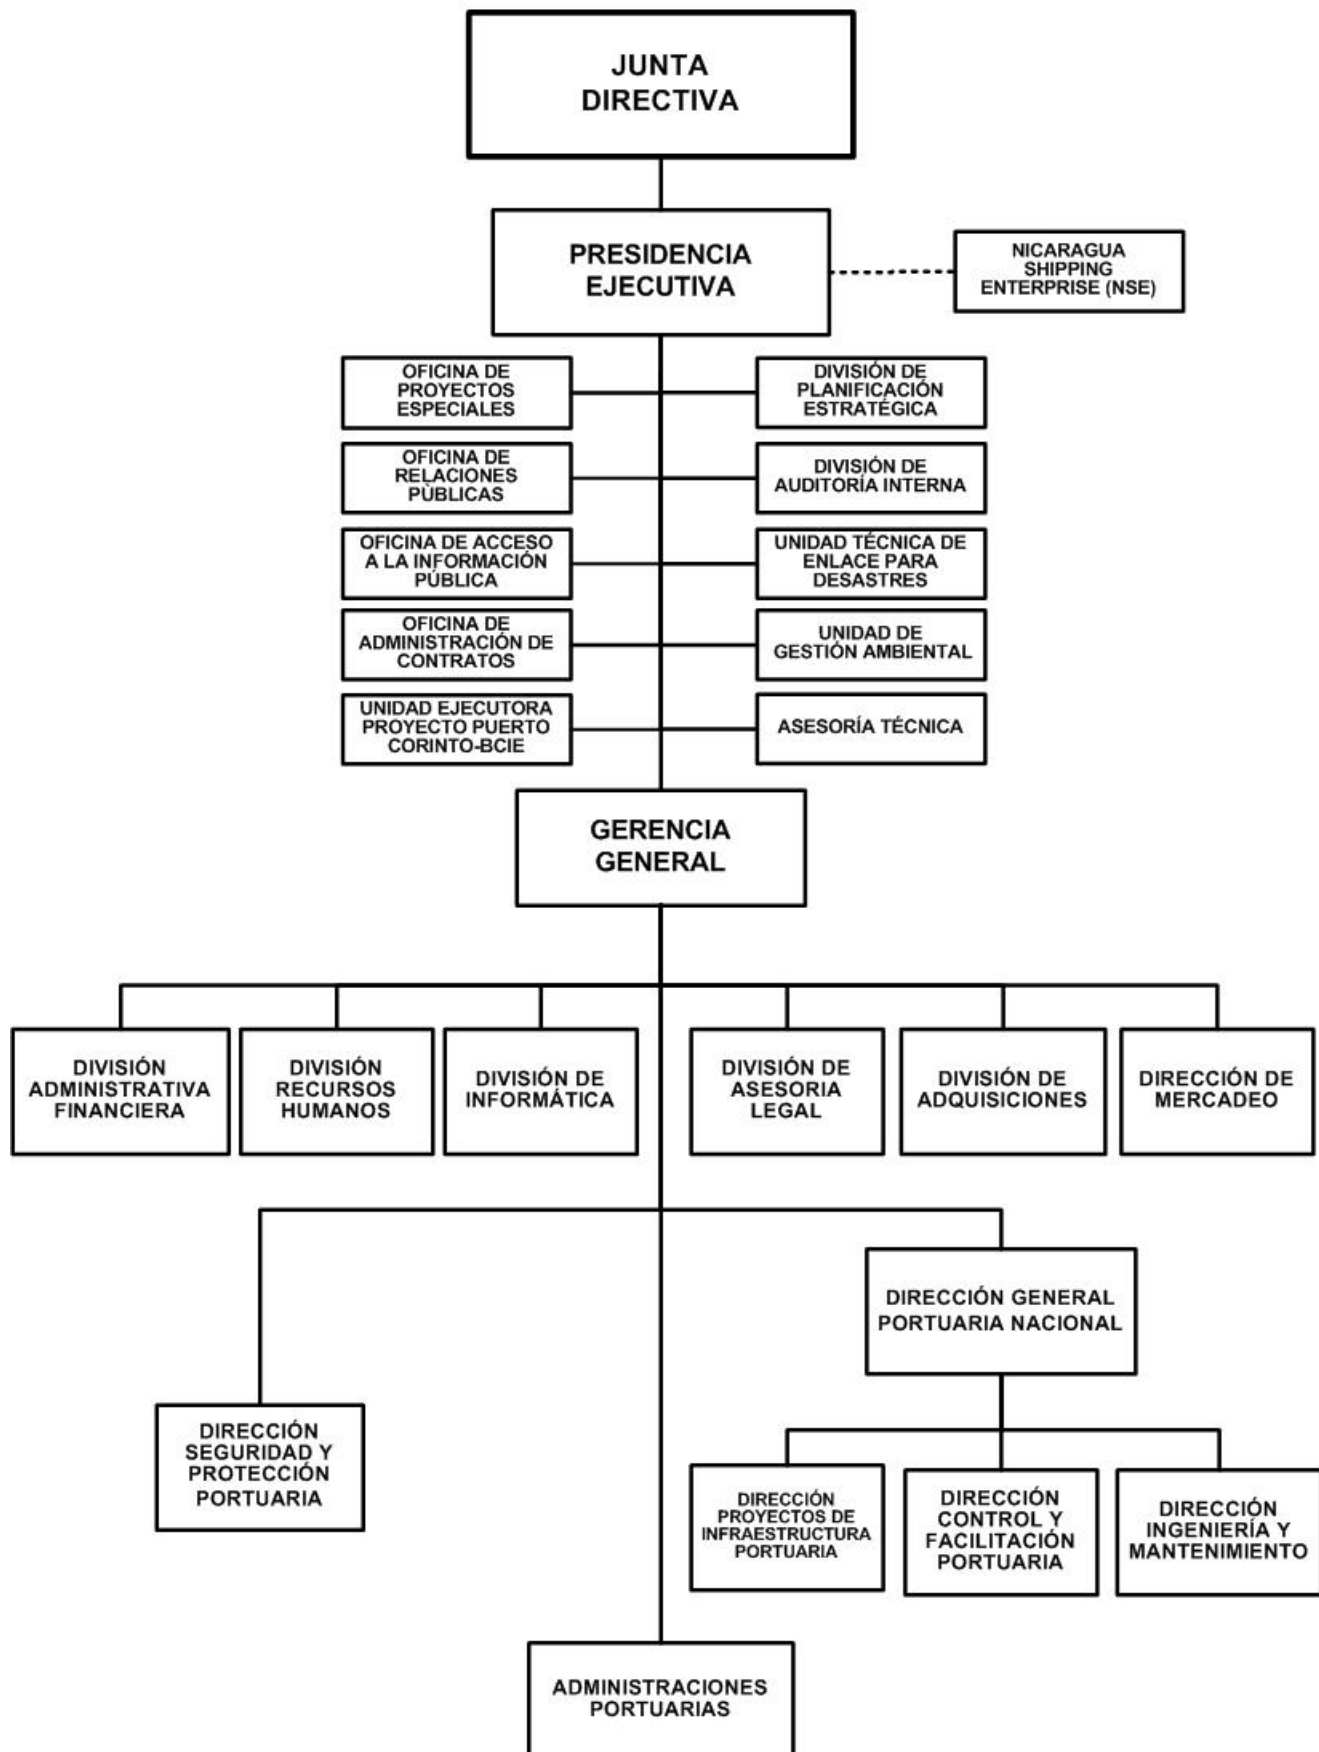 JUNTA
DIRECTIVA
PRESIDENCIA
EJECUTIVA
NICARAGUA
SHIPPING
ENTERPRISE (NSE)
OFICINA DE
PROYECTOS
ESPECIALES
DIVISIÓN DE
PLANIFICACIÓN
ESTRATÉGICA
OFICINA DE
RELACIONES
PÙBLICAS
DIVISIÓN DE
AUDITORÍA INTERNA
OFICINA DE ACCESO
A LA INFORMACIÓN
PÚBLICA
UNIDAD TÉCNICA DE
ENLACE PARA
DESASTRES
OFICINA DE
ADMINISTRACIÓN DE
CONTRATOS
UNIDAD DE
GESTIÓN AMBIENTAL
UNIDAD EJECUTORA
PROYECTO PUERTO
CORINTO-BCIE
ASESORÍA TÉCNICA
GERENCIA
GENERAL
DIVISIÓN
ADMINISTRATIVA
FINANCIERA
DIVISIÓN
RECURSOS
HUMANOS
DIVISIÓN DE
INFORMÁTICA
DIVISIÓN DE
ASESORIA
LEGAL
DIVISIÓN DE
ADQUISICIONES
DIRECCIÓN DE
MERCADEO
DIRECCIÓN GENERAL
PORTUARIA NACIONAL
DIRECCIÓN
SEGURIDAD Y
PROTECCIÓN
PORTUARIA
DIRECCIÓN
PROYECTOS DE
INFRAESTRUCTURA
PORTUARIA
DIRECCIÓN
CONTROL Y
FACILITACIÓN
PORTUARIA
DIRECCIÓN
INGENIERÍA Y
MANTENIMIENTO
ADMINISTRACIONES
PORTUARIAS